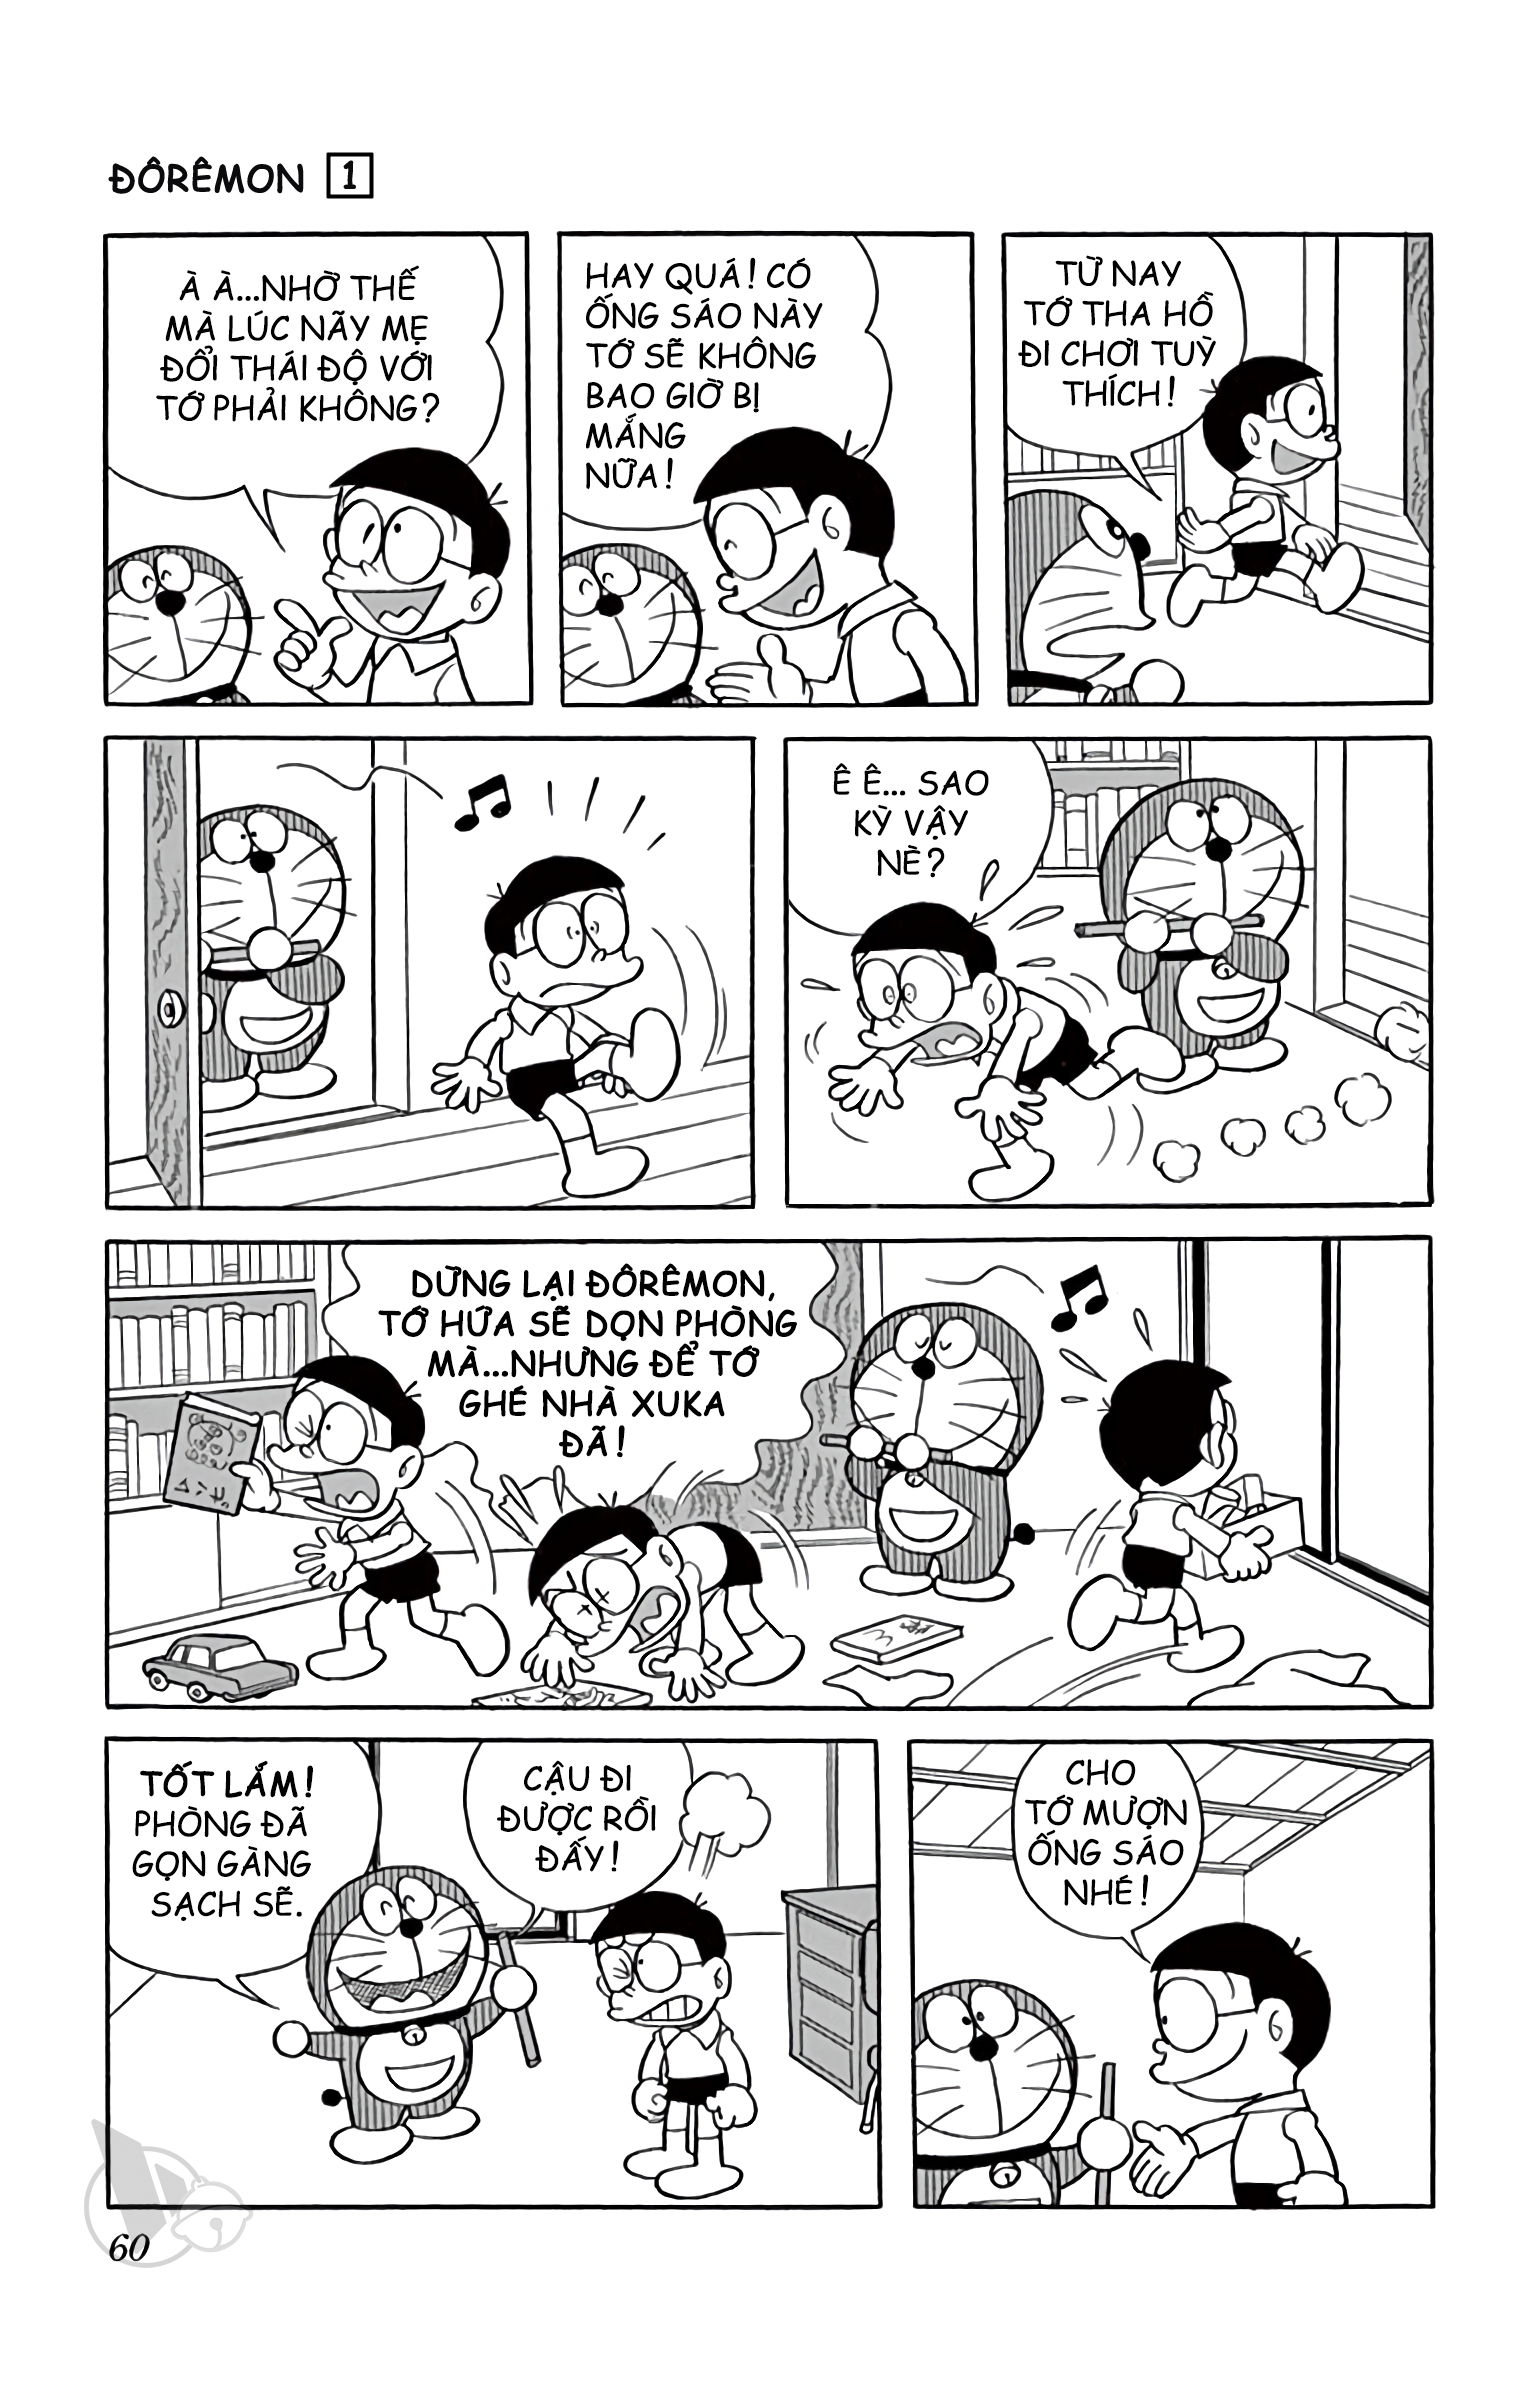 ĐÔRÊMON 1
À À...NHỜ THẾ
MÀ LÚC NÃY MẸ
ĐỔI THÁI ĐỘ VỚI
TỚ PHẢI KHÔNG?
HAY QUÁ! CÓ
ỐNG SÁO NÀY
TỚ SẼ KHÔNG
BAO GIỜ BỊ
MẮNG
NỮA!
TỪ NAY
TỚ THA HỒ
ĐI CHƠI TUỲ
THÍCH!
Ê Ê... SAO
KỲ VẬY
NÈ?
DỪNG LẠI ĐÔRÊMON,
TỚ HỨA SẼ DỌN PHÒNG
MÀ...NHƯNG ĐỂ TỚ
GHÉ NHÀ XUKA
ĐÃ!
TỐT LẮM!
PHÒNG ĐÃ
GỌN GÀNG
SẠCH SẼ.
CẬU ĐI
ĐƯỢC RỒI
ĐẤY!
CHO
TỚ MƯỢN
ỐNG SÁO
NHÉ!
60